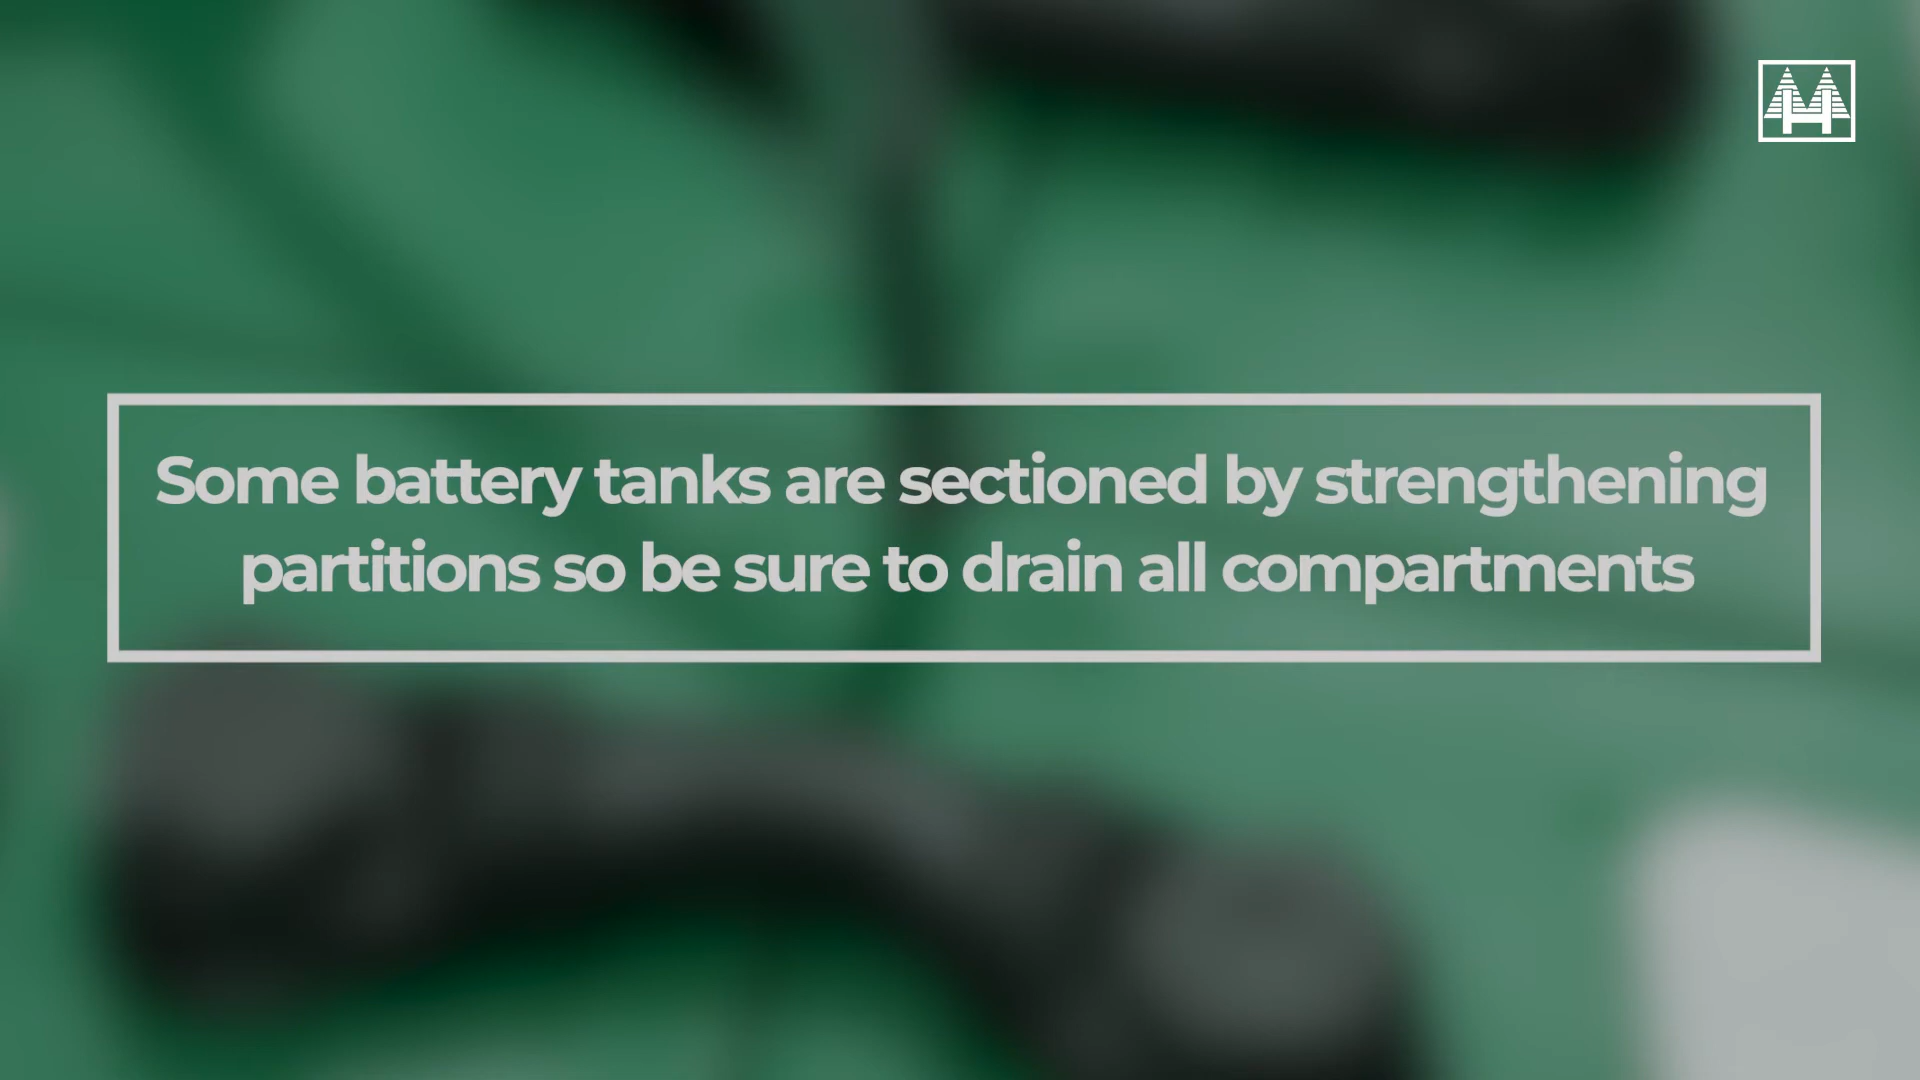 Some battery tanks are sectioned by strengthening
partitions so be sure to drain all compartments